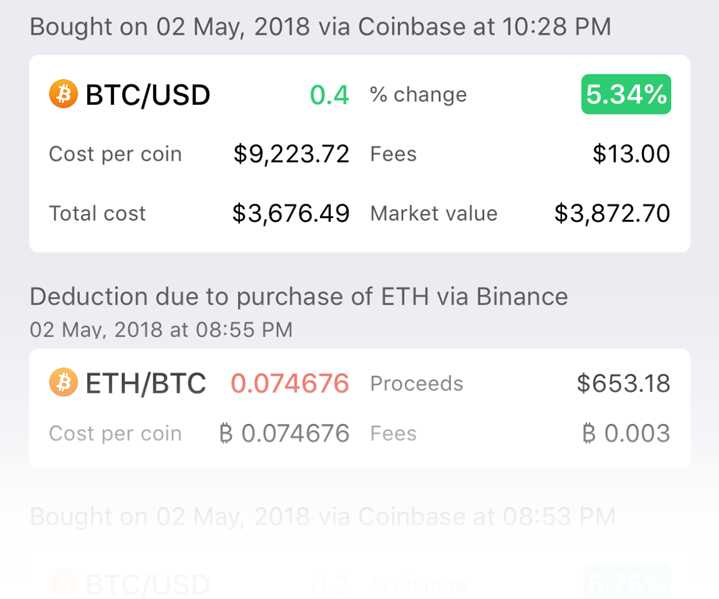 Bought on 02 May, 2018 via Coinbase at 10:28 PM
BTC/USD 0.4 % change 5.34%
Cost per coin $9,223.72 Fees $13.00
Total cost $3,676.49 Market value $3,872.70
Deduction due to purchase of ETH via Binance
02 May, 2018 at 08:55 PM
ETH/BTC 0.074676 Proceeds $653.18
Cost per coin ₿ 0.074676 Fees ₿ 0.003
Bought on 02 May, 2018 via Coinbase at 08:53 PM
BTC/USD 0.2 % change 5.76%